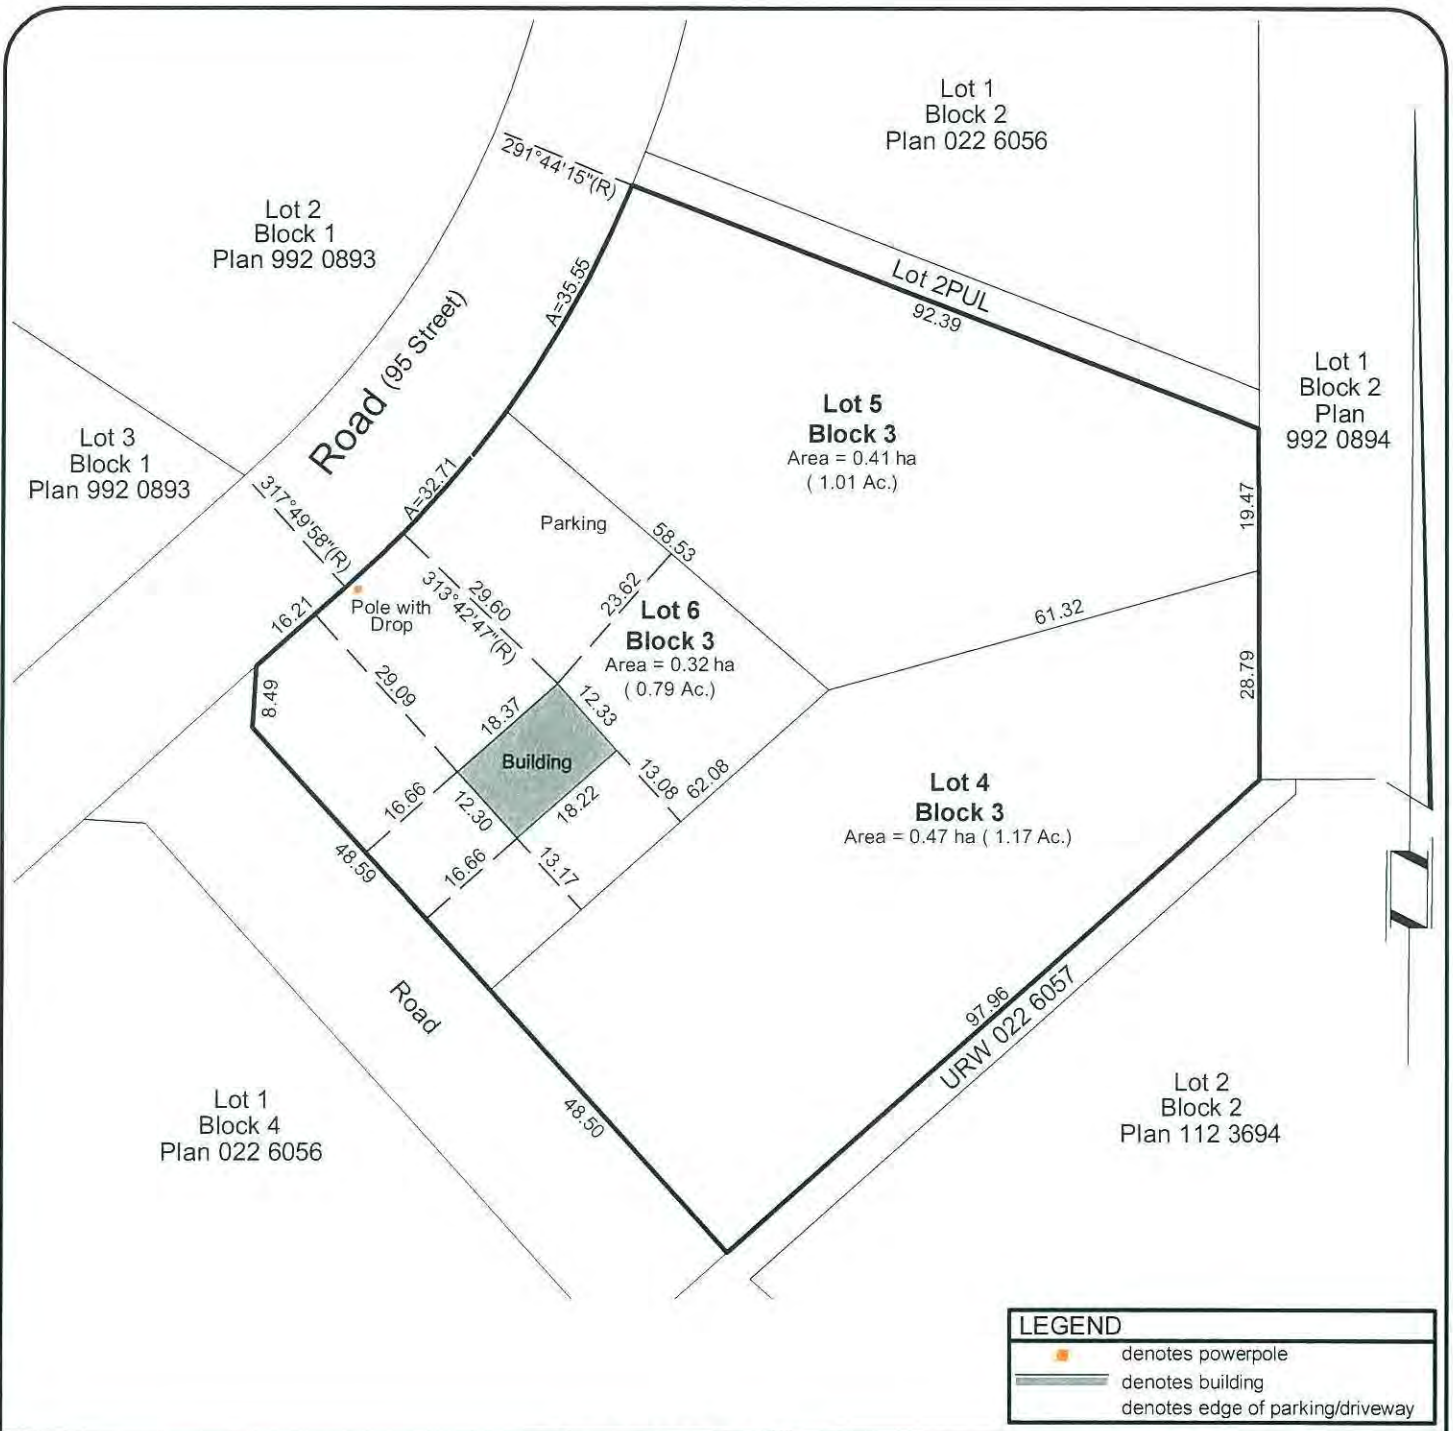 Lot 1
Block 2
Plan 022 6056
291°44'15"(R)
Lot 2
Block 1
Plan 992 0893
Lot 2PUL
92.39
A=35.55
Road (95 Street)
Lot 1
Block 2
Plan
992 0894
Lot 5
Block 3
Area = 0.41 ha
( 1.01 Ac.)
Lot 3
Block 1
Plan 992 0893
A=32.71
317°49'58"(R)
19.47
Parking
58.53
23.62
29.60
313°42'47"(R)
Pole with
Drop
16.21
Lot 6
Block 3
Area = 0.32 ha
( 0.79 Ac.)
61.32
28.79
29.09
8.49
18.37
12.33
Building
13.08
62.08
16.66
12.30
18.22
Lot 4
Block 3
Area = 0.47 ha ( 1.17 Ac.)
48.59
16.66
13.17
Road
97.96
URW 022 6057
Lot 1
Block 4
Plan 022 6056
48.50
Lot 2
Block 2
Plan 112 3694
LEGEND
denotes powerpole
denotes building
denotes edge of parking/driveway